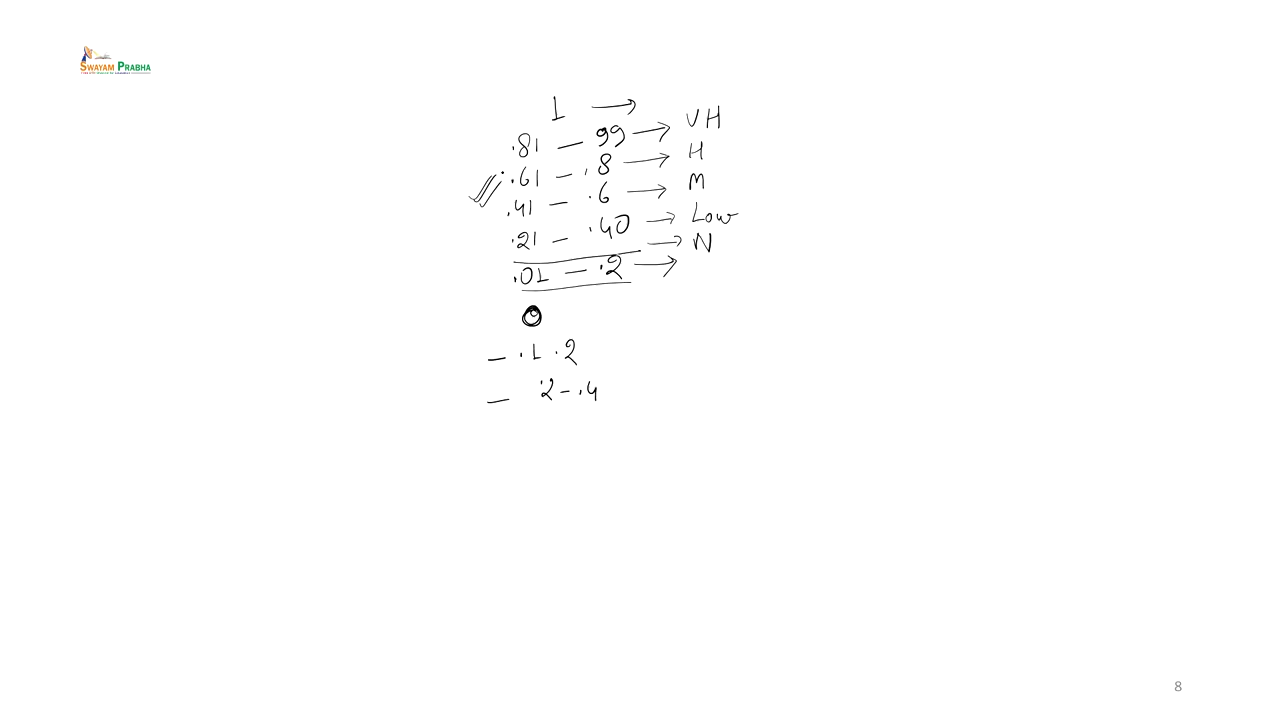 SWAYAM PRABHA
1 →
.81 — 99 → VH
.61 — .8 → H
.41 — .6 → M
.21 — .40 → Low
→ N
.01 — .2 →
0
— .1 .2
— .2 - .4
8